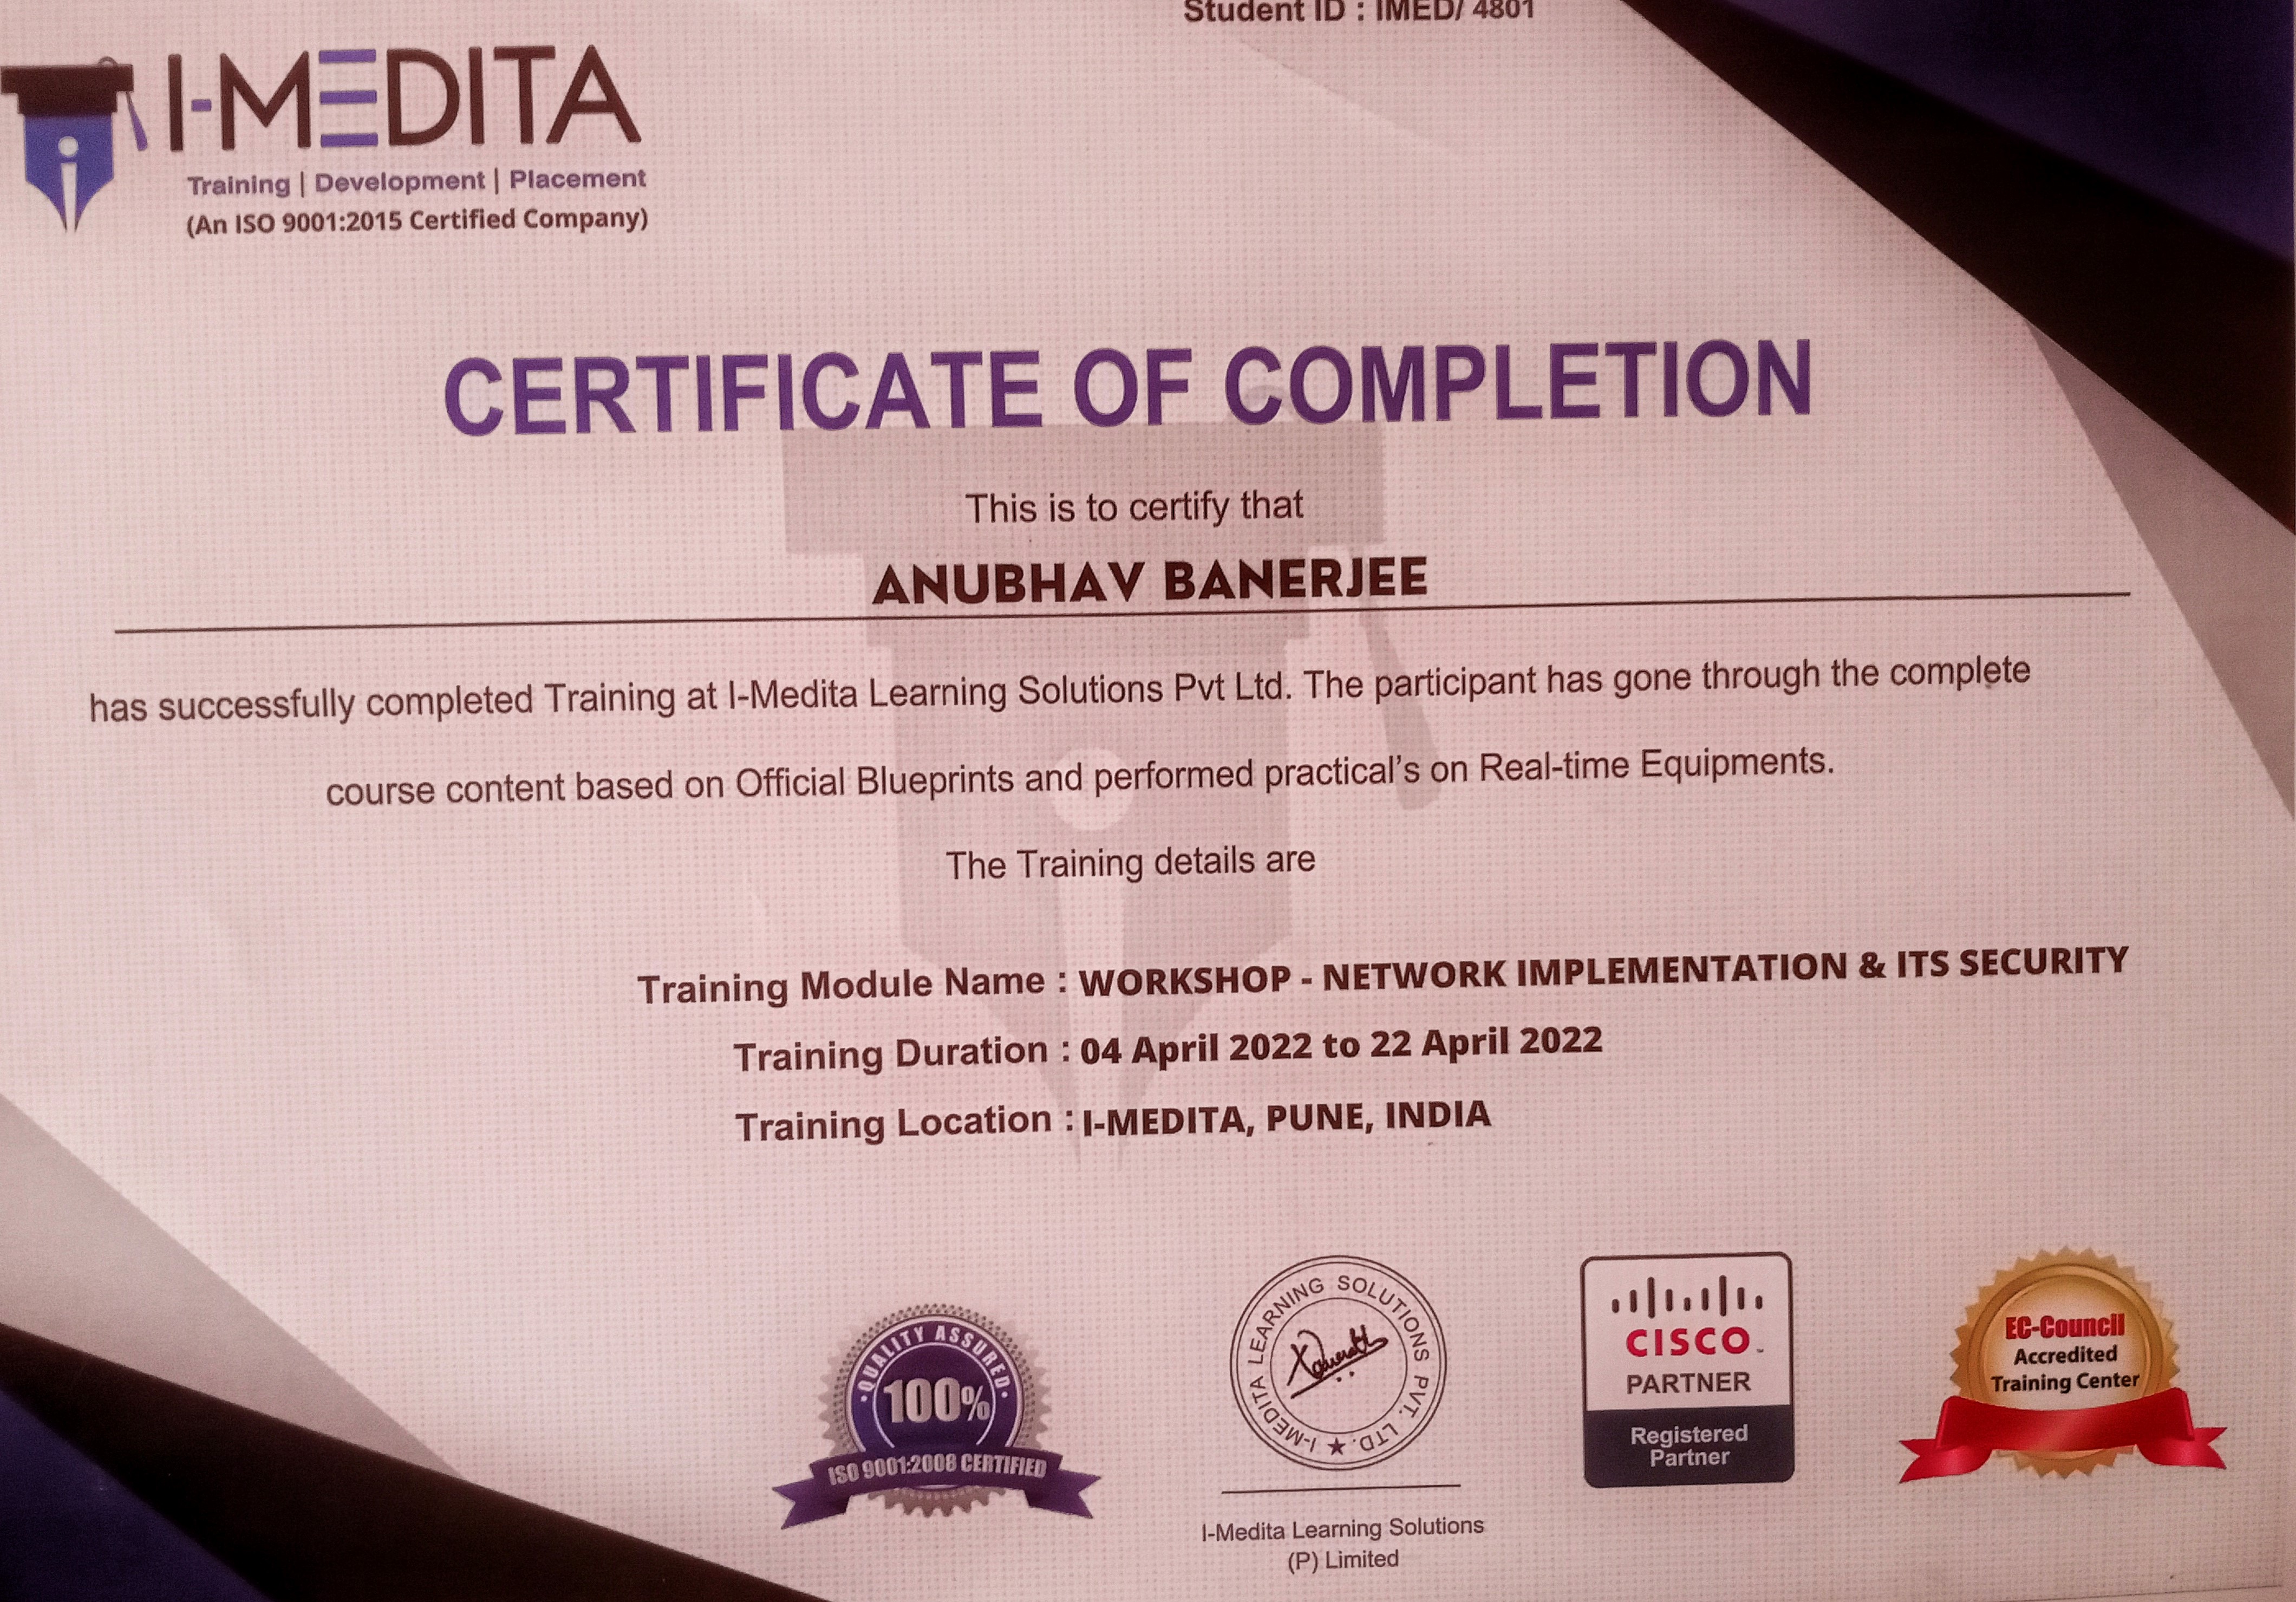 Student ID : IMED/ 4801
I-MEDITA
Training | Development | Placement
(An ISO 9001:2015 Certified Company)
CERTIFICATE OF COMPLETION
This is to certify that
ANUBHAV BANERJEE
has successfully completed Training at I-Medita Learning Solutions Pvt Ltd. The participant has gone through the complete
course content based on Official Blueprints and performed practical's on Real-time Equipments.
The Training details are
Training Module Name : WORKSHOP - NETWORK IMPLEMENTATION & ITS SECURITY
Training Duration : 04 April 2022 to 22 April 2022
Training Location : I-MEDITA, PUNE, INDIA
QUALITY ASSURED
100%
ISO 9001:2008 CERTIFIED
I-MEDITA LEARNING SOLUTIONS PVT. LTD.
I-Medita Learning Solutions
(P) Limited
CISCO
PARTNER
Registered
Partner
EC-Council
Accredited
Training Center